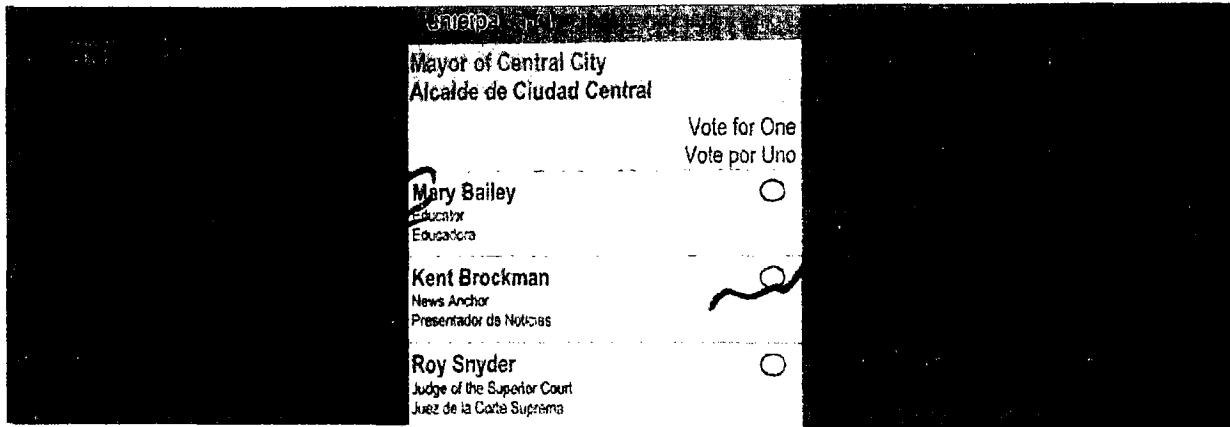 Mayor of Central City
Alcalde de Ciudad Central
Vote for One
Vote por Uno
Mary Bailey
Educator
Educadora
Kent Brockman
News Anchor
Presentador de Noticias
Roy Snyder
Judge of the Superior Court
Juez de la Corte Suprema